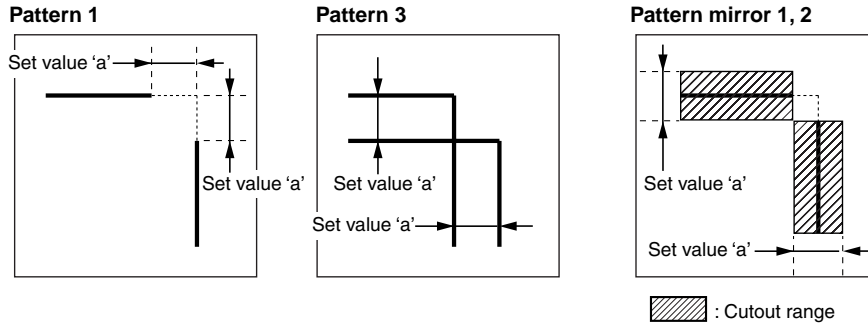 Pattern 1
Set value ‘a’
Set value ‘a’
Pattern 3
Set value ‘a’
Set value ‘a’
Pattern mirror 1, 2
Set value ‘a’
Set value ‘a’
: Cutout range